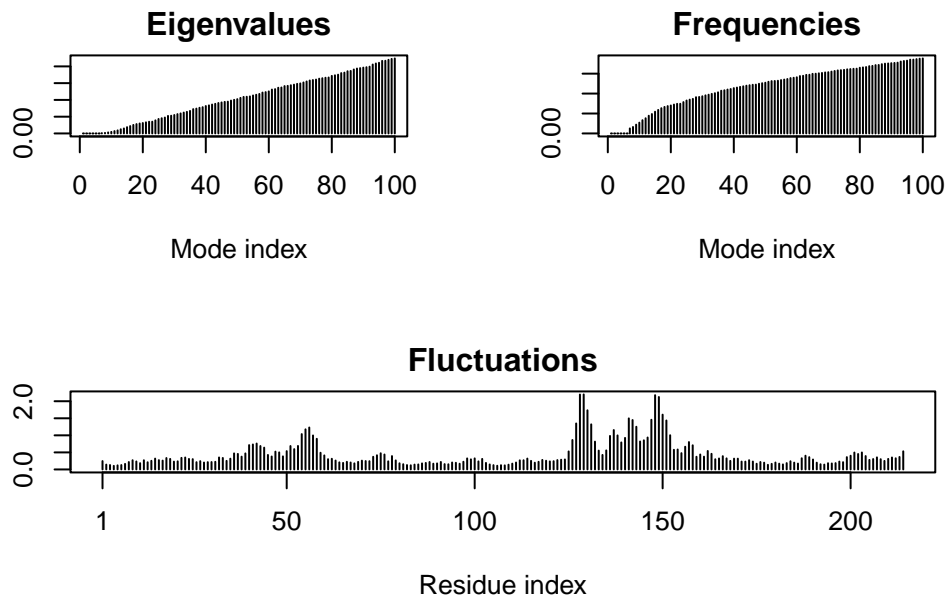 Eigenvalues
0.00
0 20 40 60 80 100
Mode index
Frequencies
0.00
0 20 40 60 80 100
Mode index
Fluctuations
0.0 2.0
1 50 100 150 200
Residue index